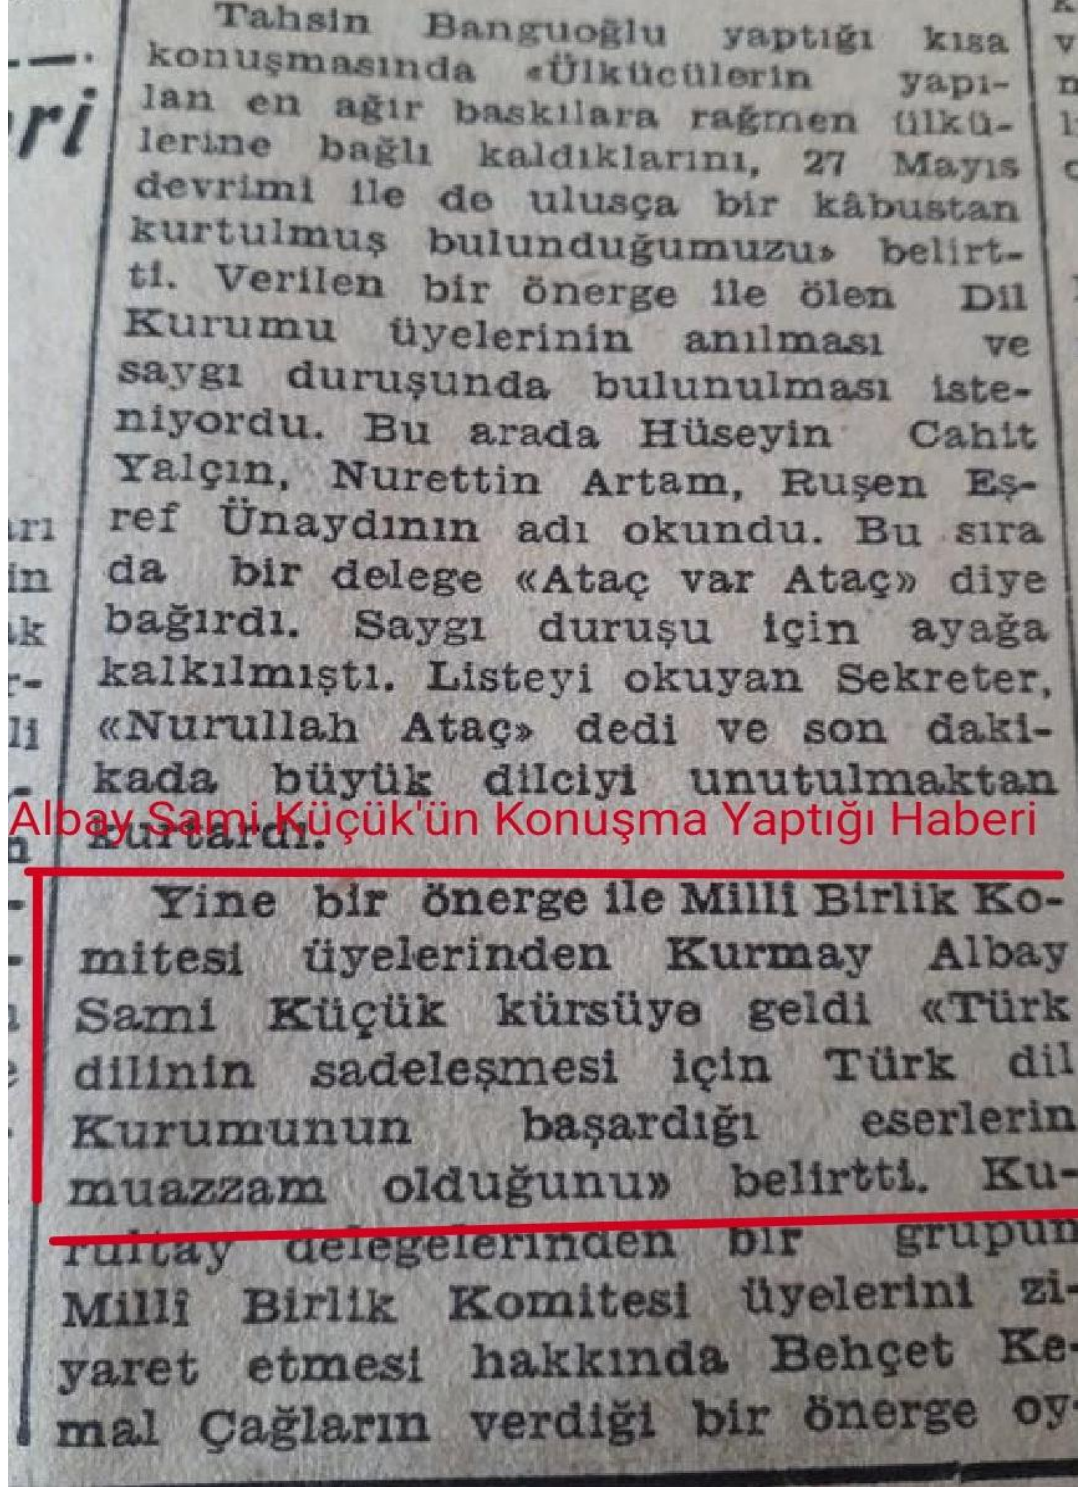 Tahsin Banguoğlu yaptığı kısa
konuşmasında «Ülkücülerin yapı-
lan en ağır baskılara rağmen ülkü-
lerine bağlı kaldıklarını, 27 Mayıs
devrimi ile de ulusça bir kâbustan
kurtulmuş bulunduğumuzu» belirt-
ti. Verilen bir önerge ile ölen Dil
Kurumu üyelerinin anılması ve
saygı duruşunda bulunulması iste-
niyordu. Bu arada Hüseyin Cahit
Yalçın, Nurettin Artam, Ruşen Eş-
ref Ünaydının adı okundu. Bu sıra
da bir delege «Ataç var Ataç» diye
bağırdı. Saygı duruşu için ayağa
kalkılmıştı. Listeyi okuyan Sekreter,
«Nurullah Ataç» dedi ve son daki-
kada büyük dilciyi unutulmaktan
kurtardı.
Albay Sami Küçük'ün Konuşma Yaptığı Haberi
Yine bir önerge ile Millî Birlik Ko-
mitesi üyelerinden Kurmay Albay
Sami Küçük kürsüye geldi «Türk
dilinin sadeleşmesi için Türk dil
Kurumunun başardığı eserlerin
muazzam olduğunu» belirtti. Ku-
rultay delegelerinden bir grupun
Millî Birlik Komitesi üyelerini zi-
yaret etmesi hakkında Behçet Ke-
mal Çağların verdiği bir önerge oy-